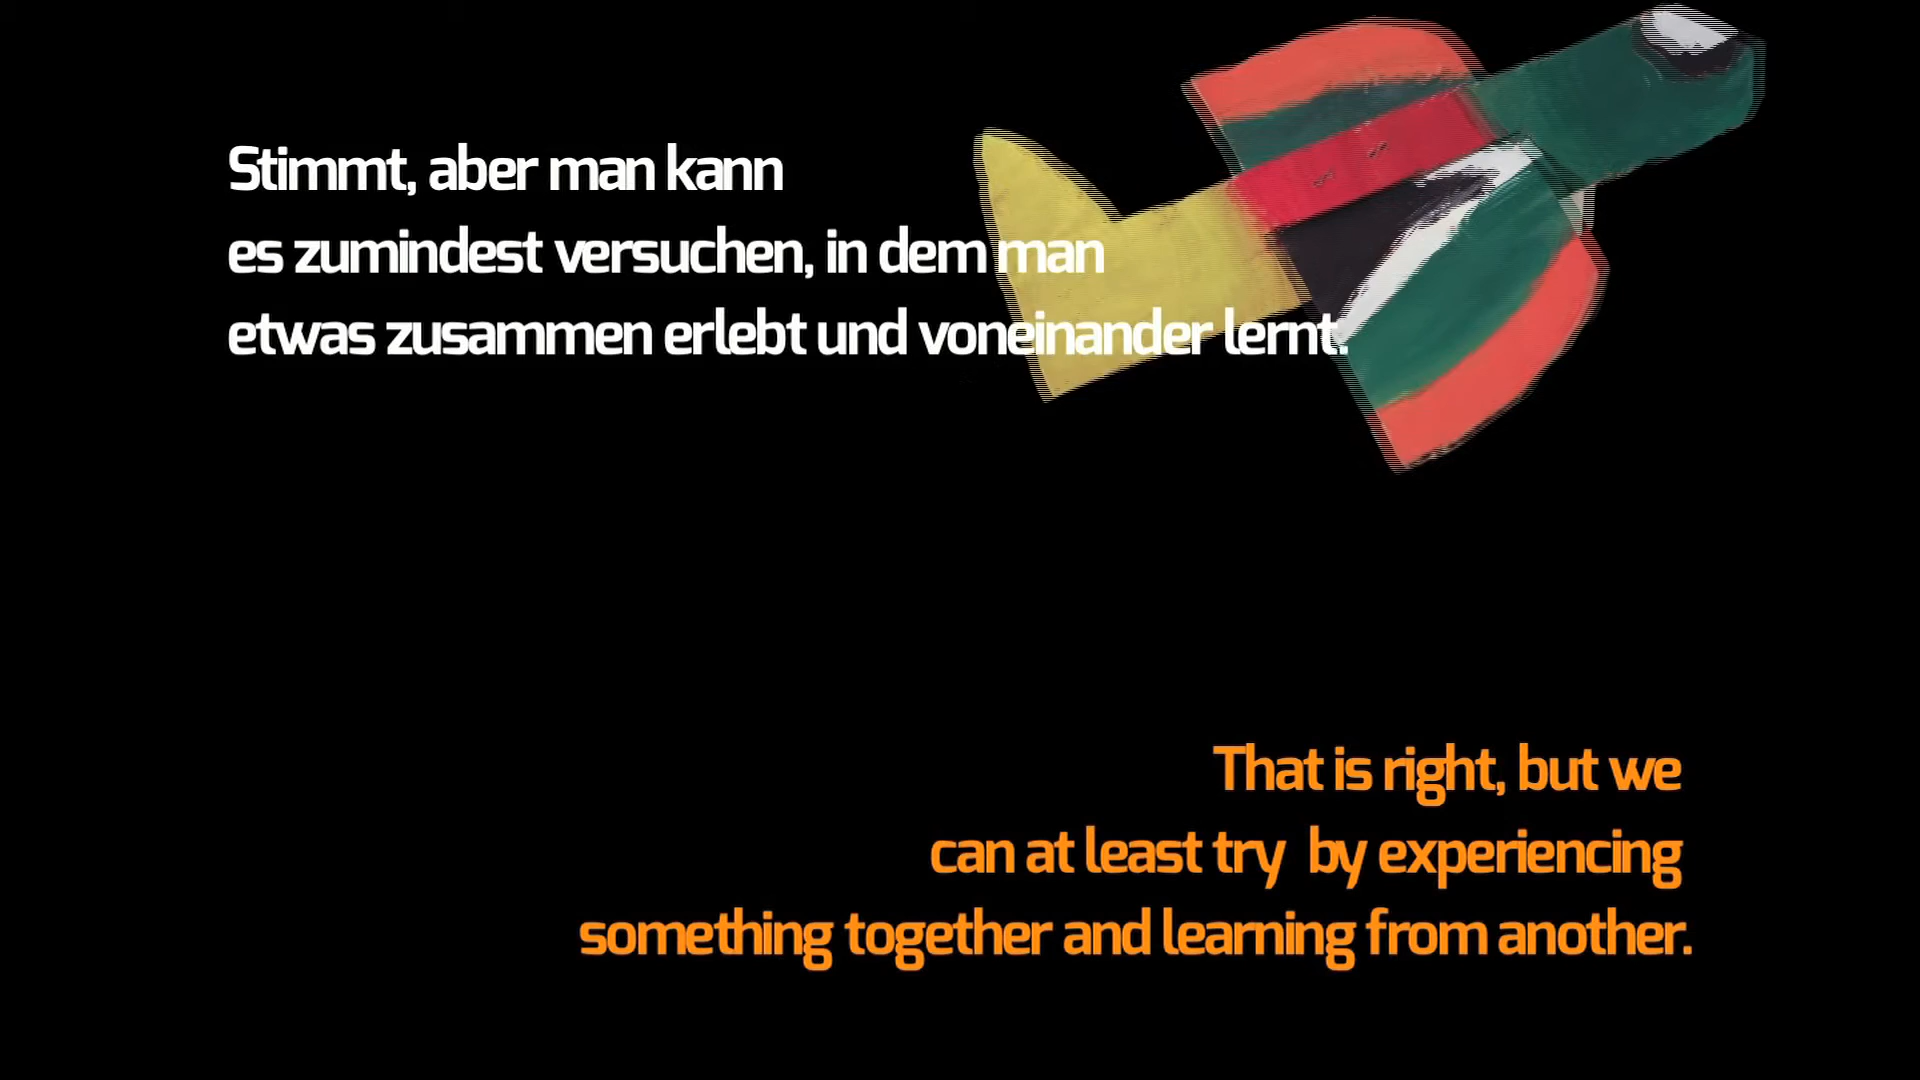 Stimmt, aber man kann
es zumindest versuchen, in dem man
etwas zusammen erlebt und voneinander lernt.
That is right, but we
can at least try  by experiencing
something together and learning from another.